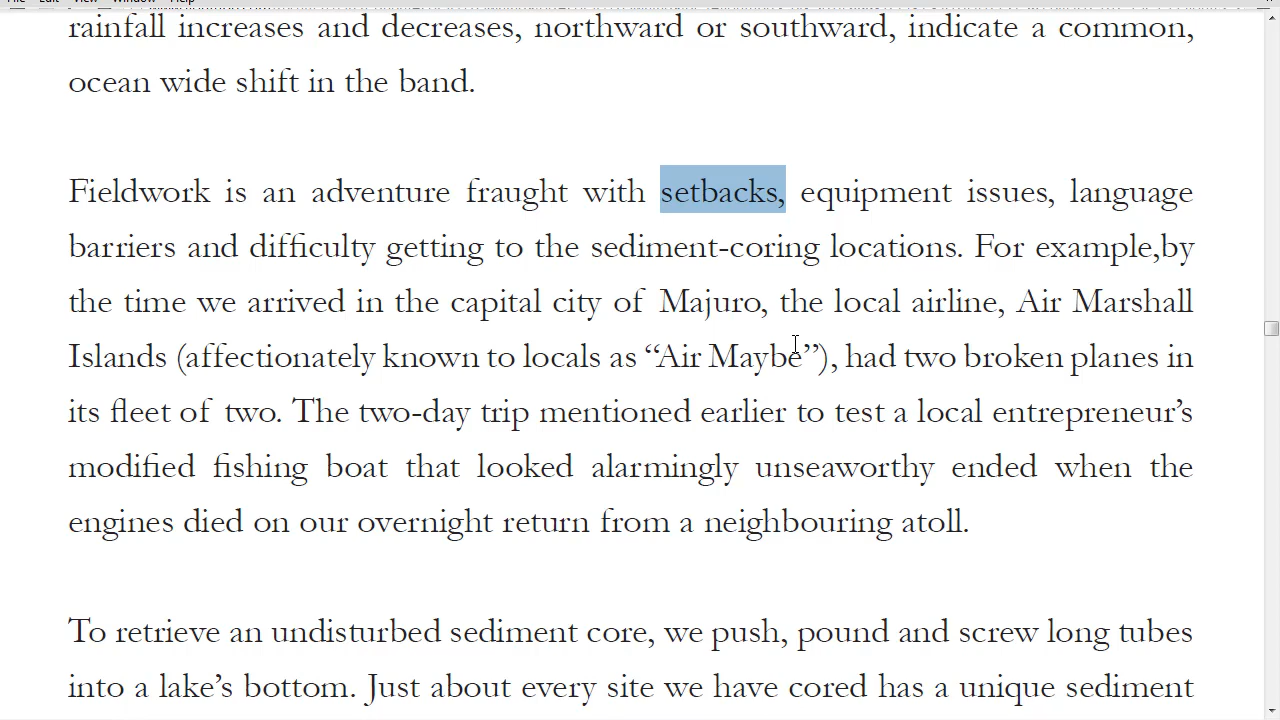 rainfall increases and decreases, northward or southward, indicate a common,
ocean wide shift in the band.
Fieldwork is an adventure fraught with setbacks, equipment issues, language
barriers and difficulty getting to the sediment-coring locations. For example,by
the time we arrived in the capital city of Majuro, the local airline, Air Marshall
Islands (affectionately known to locals as “Air Maybe”), had two broken planes in
its fleet of two. The two-day trip mentioned earlier to test a local entrepreneur’s
modified fishing boat that looked alarmingly unseaworthy ended when the
engines died on our overnight return from a neighbouring atoll.
To retrieve an undisturbed sediment core, we push, pound and screw long tubes
into a lake’s bottom. Just about every site we have cored has a unique sediment